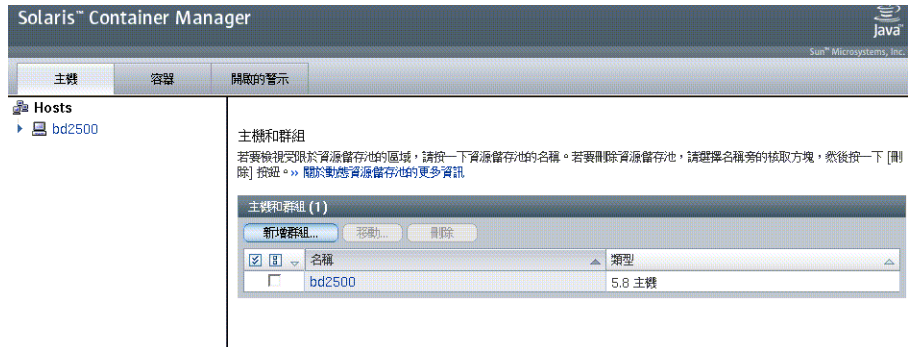 Solaris™ Container Manager
Java™
Sun™ Microsystems, Inc.
主機
容器
開啟的警示
Hosts
bd2500
主機和群組
若要檢視受限於資源儲存池的區域，請按一下資源儲存池的名稱。若要刪除資源儲存池，請選擇名稱旁的核取方塊，然後按一下 [刪
除] 按鈕。» 關於動態資源儲存池的更多資訊
主機和群組 (1)
新增群組...
移動...
刪除
名稱
類型
bd2500
5.8 主機